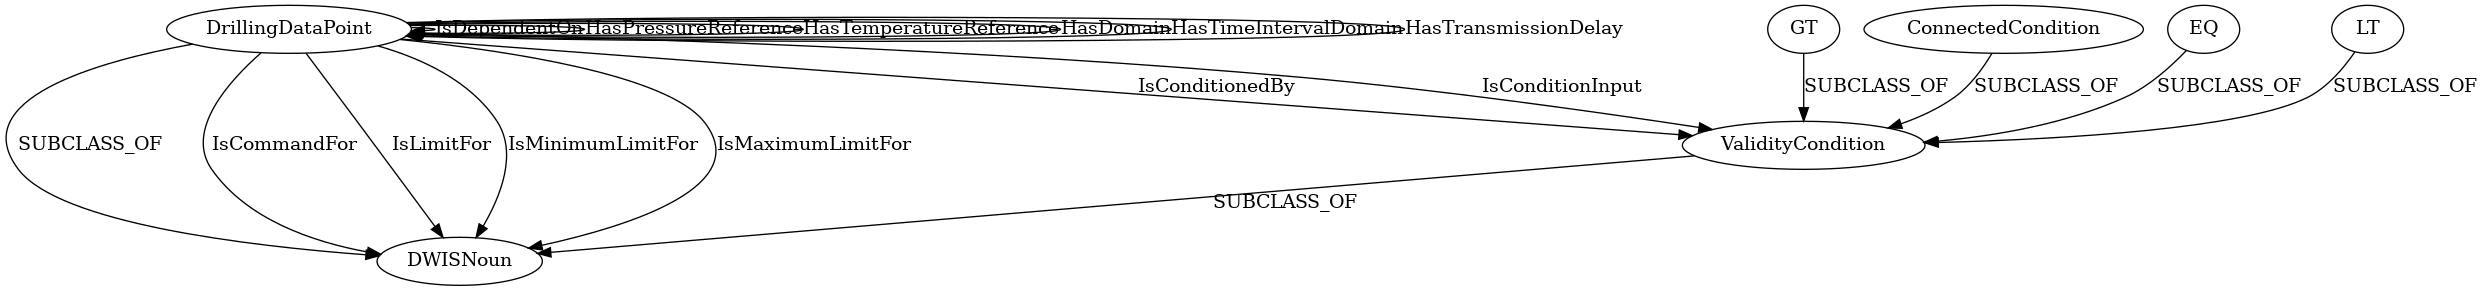 DrillingDataPoint
IsDependentOn
HasPressureReference
HasTemperatureReference
HasDomain
HasTimeIntervalDomain
HasTransmissionDelay
GT
ConnectedCondition
EQ
LT
IsConditionedBy
IsConditionInput
SUBCLASS_OF
SUBCLASS_OF
SUBCLASS_OF
SUBCLASS_OF
SUBCLASS_OF
IsCommandFor
IsLimitFor
IsMinimumLimitFor
IsMaximumLimitFor
ValidityCondition
SUBCLASS_OF
DWISNoun